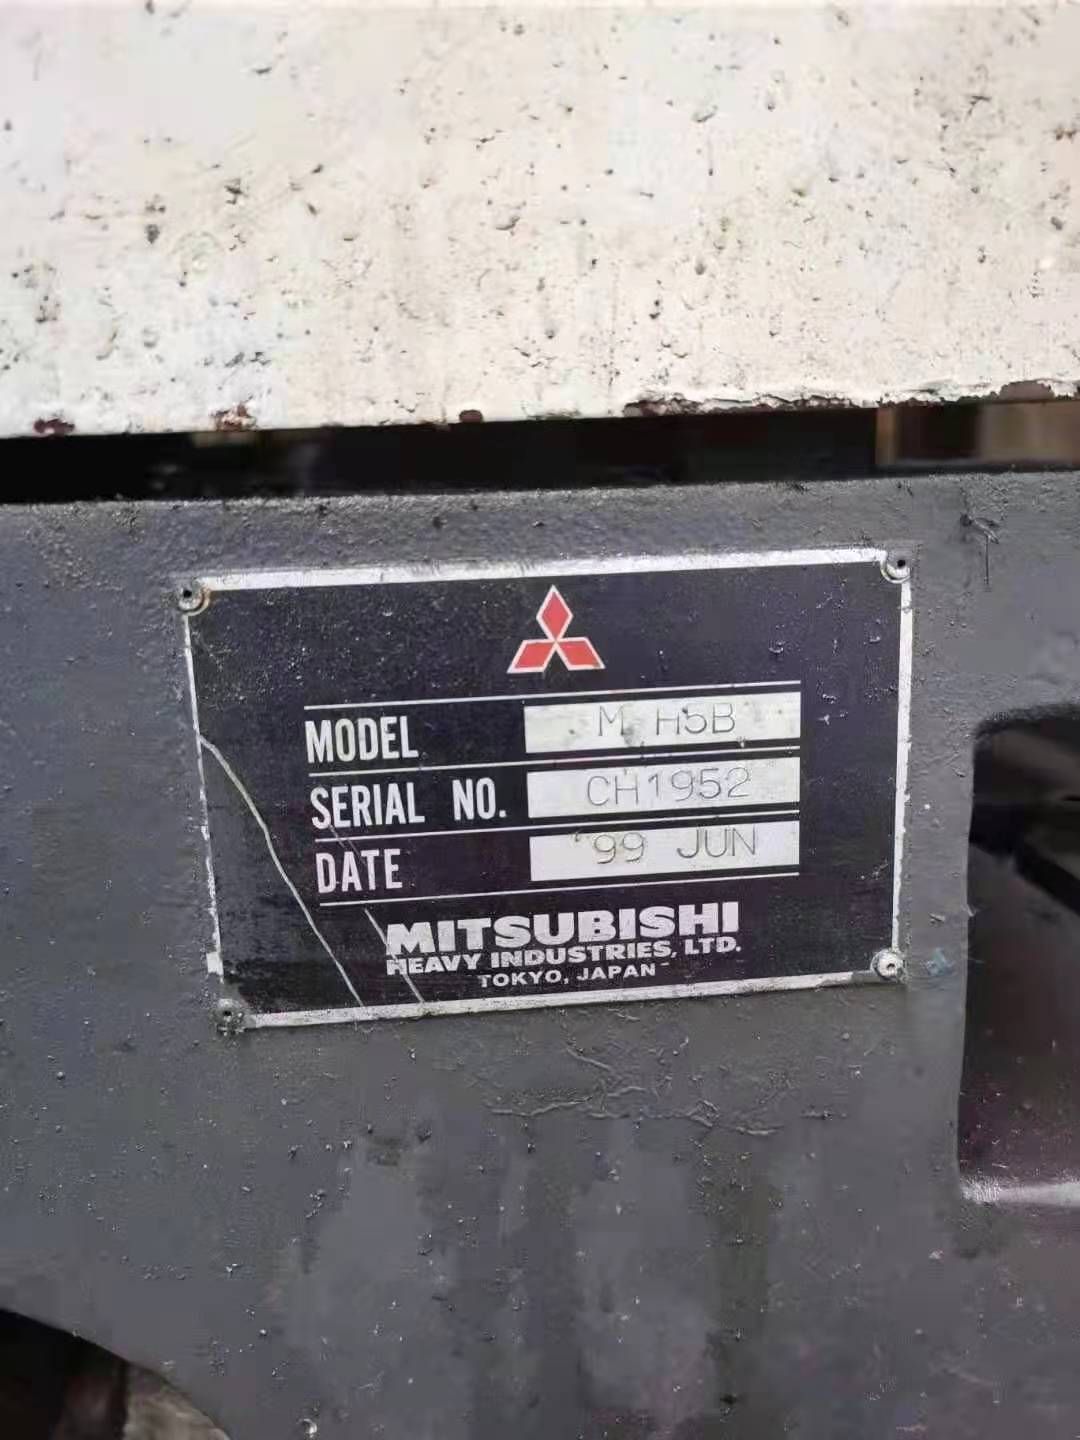 MODEL M H5B
SERIAL NO. CH1952
DATE '99 JUN
MITSUBISHI
HEAVY INDUSTRIES, LTD.
TOKYO, JAPAN